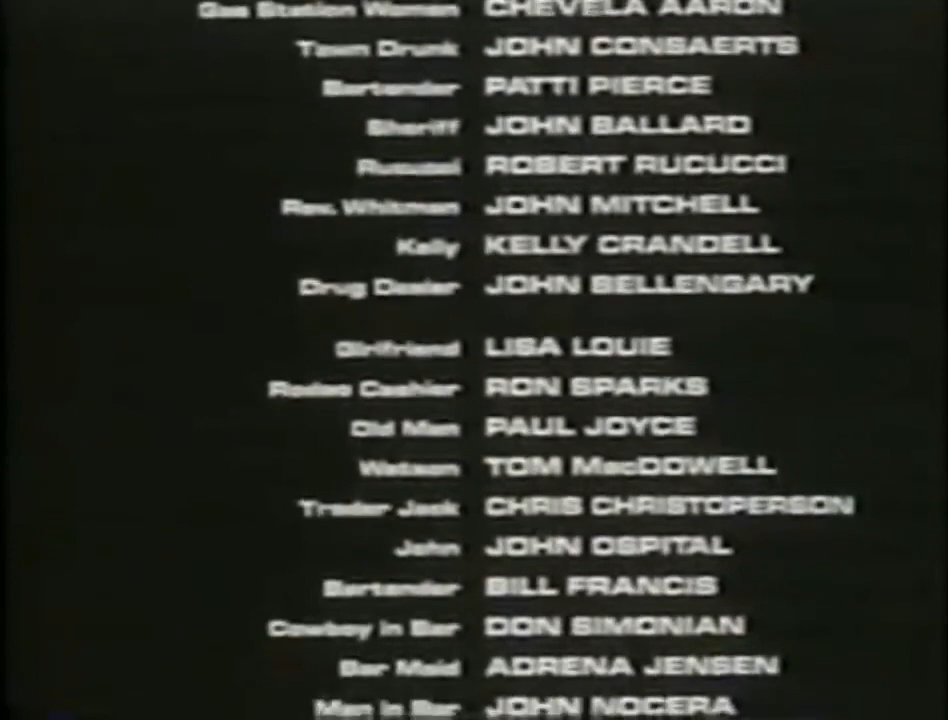 Gas Station Woman CHEVELA AARON
Town Drunk JOHN CONSAERTS
Bartender PATTI PIERCE
Sheriff JOHN BALLARD
Rucucci ROBERT RUCUCCI
Rev. Whitman JOHN MITCHELL
Kelly KELLY CRANDELL
Drug Dealer JOHN BELLENGARY
Girlfriend LISA LOUIE
Rodeo Cashier RON SPARKS
Old Man PAUL JOYCE
Watson TOM MacDOWELL
Trader Jack CHRIS CHRISTOPERSON
John JOHN OSPITAL
Bartender BILL FRANCIS
Cowboy in Bar DON SIMONIAN
Bar Maid ADRENA JENSEN
Man in Bar JOHN NOCERA